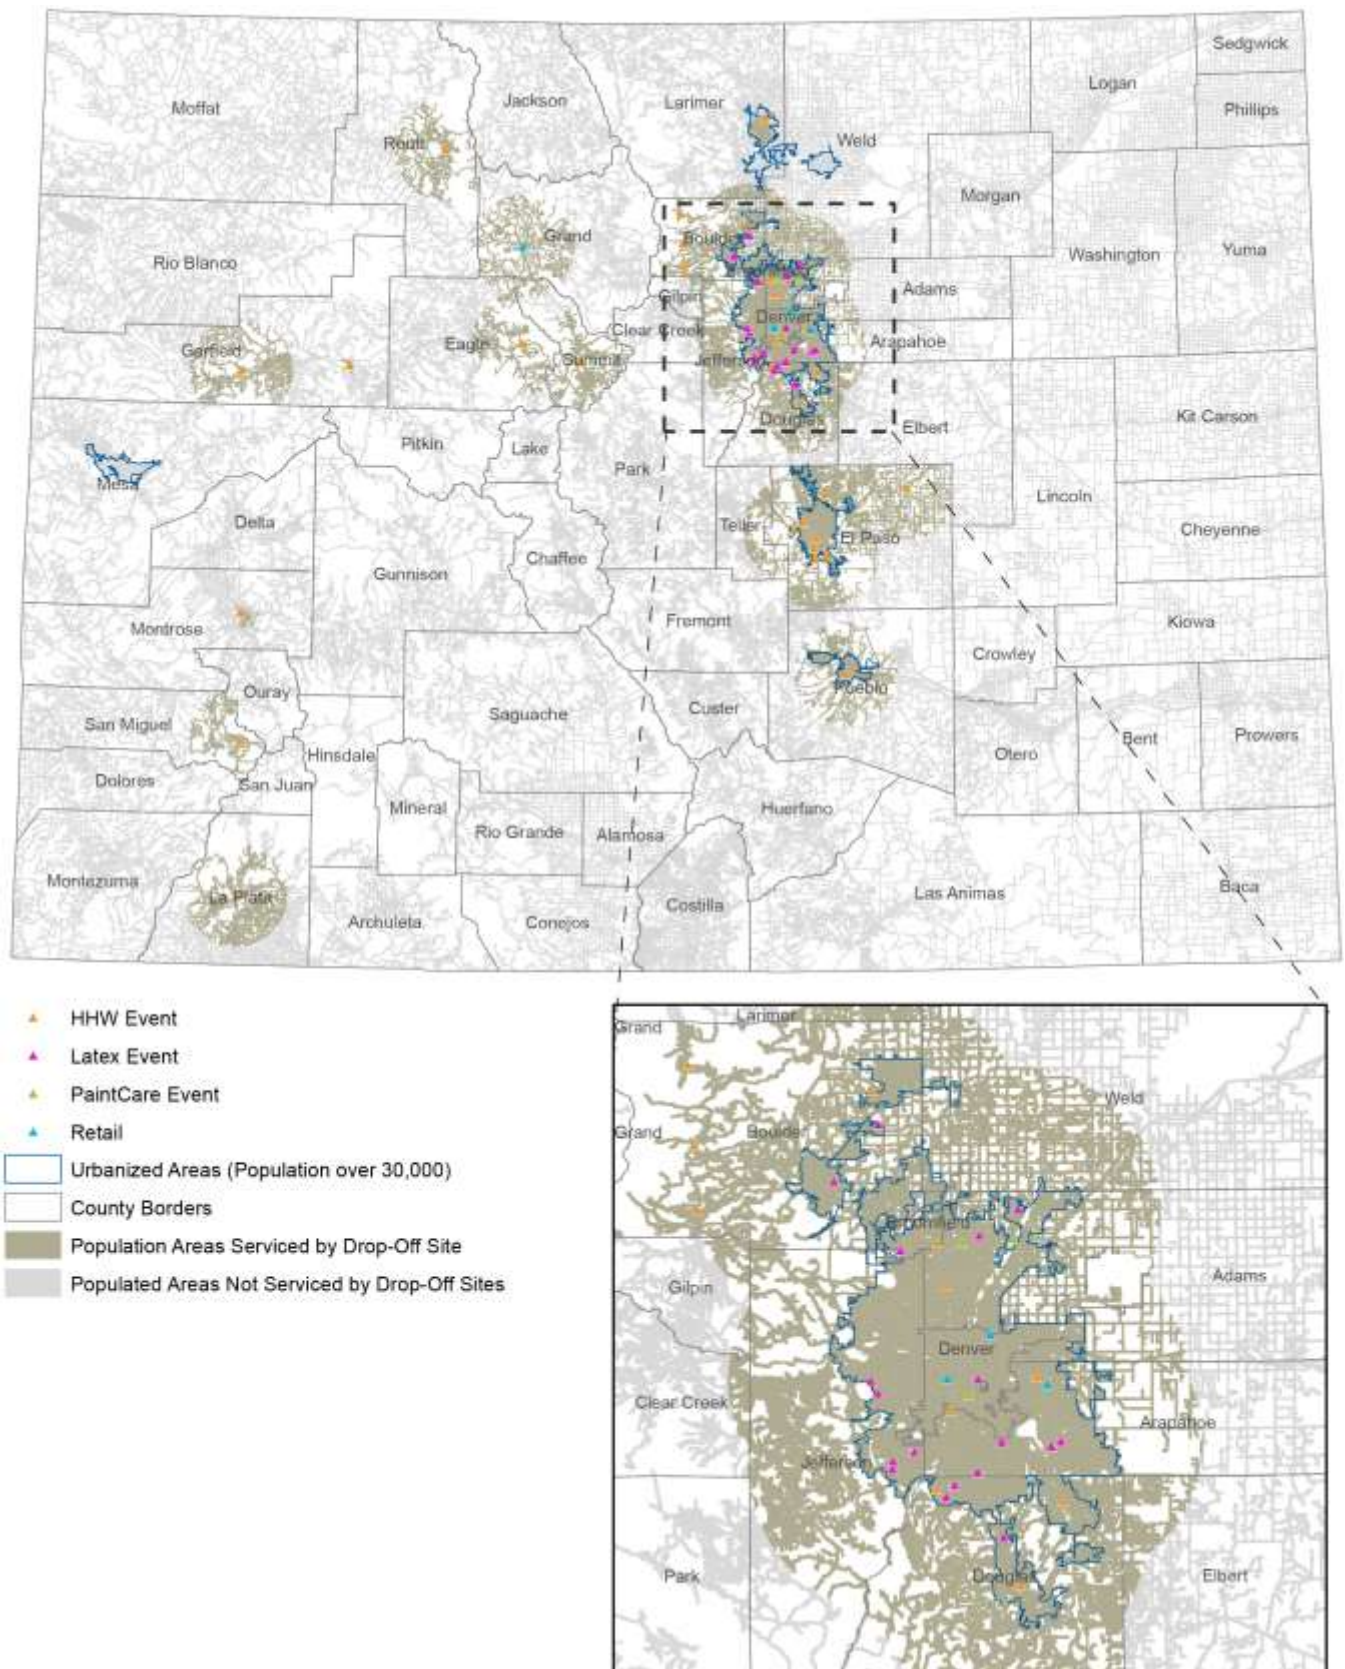 Sedgwick
Logan
Moffat
Jackson
Larimer
Phillips
Routt
Weld
Morgan
Grand
Boulder
Washington
Yuma
Rio Blanco
Adams
Gilpin
Denver
Clear Creek
Arapahoe
Garfield
Eagle
Summit
Jefferson
Kit Carson
Douglas
Elbert
Pitkin
Lake
Park
Mesa
Lincoln
Delta
Teller
El Paso
Cheyenne
Chaffee
Gunnison
Fremont
Kiowa
Montrose
Crowley
Ouray
Pueblo
Custer
Saguache
San Miguel
Bent
Prowers
Hinsdale
Otero
Dolores
San Juan
Mineral
Huerfano
Rio Grande
Alamosa
Montezuma
La Plata
Baca
Las Animas
Costilla
Archuleta
Conejos
HHW Event
Latex Event
PaintCare Event
Retail
Urbanized Areas (Population over 30,000)
County Borders
Population Areas Serviced by Drop-Off Site
Populated Areas Not Serviced by Drop-Off Sites
Larimer
Grand
Weld
Grand
Boulder
Broomfield
Gilpin
Adams
Denver
Clear Creek
Arapahoe
Jefferson
Park
Douglas
Elbert